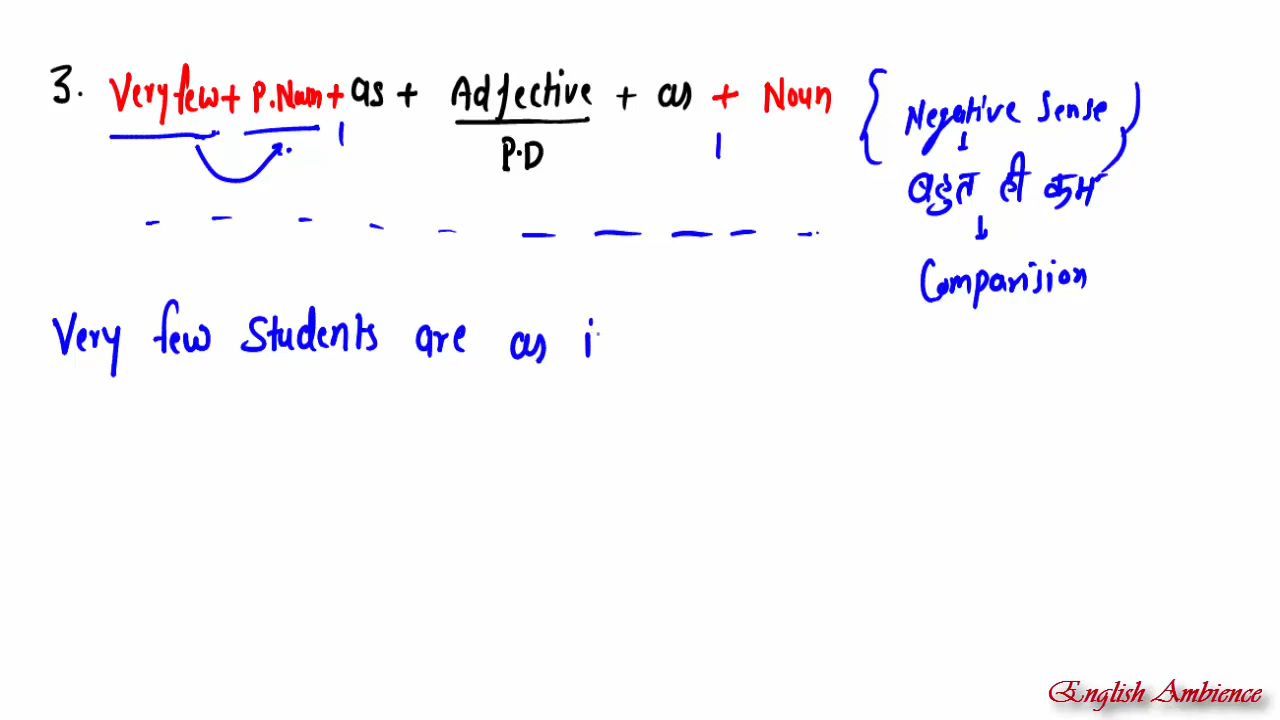 3. Very few + P. Num + as + Adjective + as + Noun
P.D
Negative Sense
बहुत ही कम
Comparision
Very few Students are as i
English Ambience